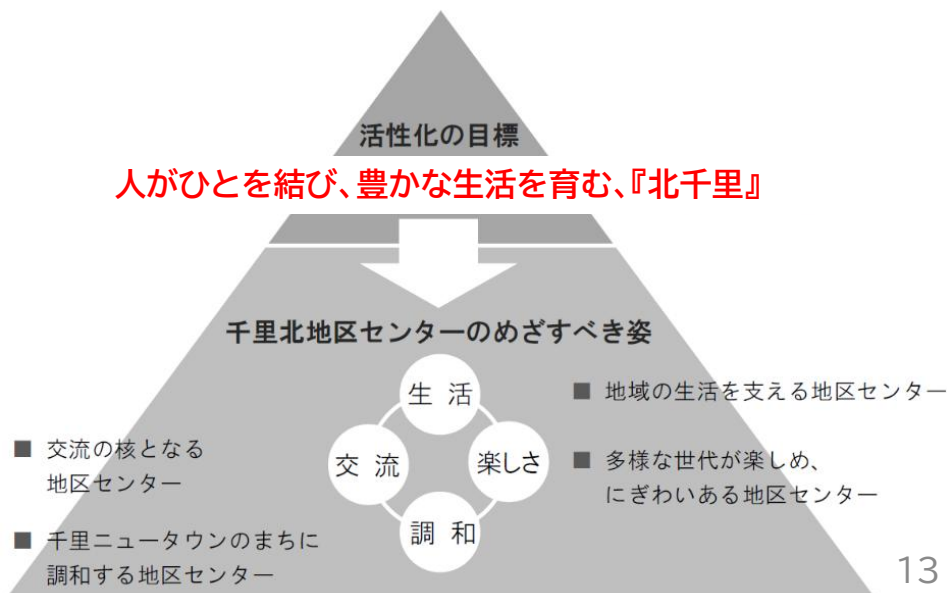 活性化の目標
人がひとを結び、豊かな生活を育む、『北千里』
千里北地区センターのめざすべき姿
生 活
交 流
楽しさ
調 和
■ 地域の生活を支える地区センター
■ 多様な世代が楽しめ、
にぎわいある地区センター
■ 交流の核となる
地区センター
■ 千里ニュータウンのまちに
調和する地区センター
13